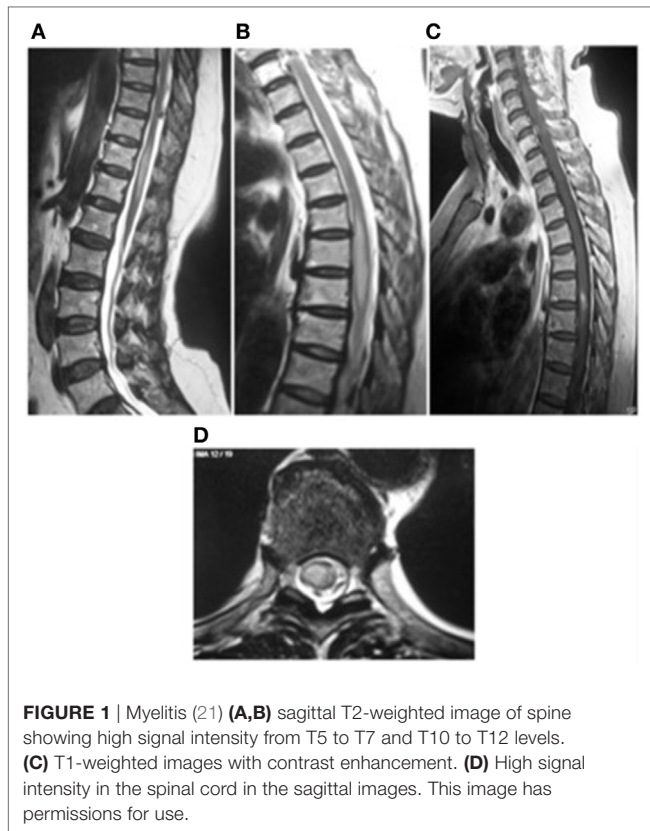 A
B
C
D
IMA 12 / 19
FIGURE 1 | Myelitis (21) (A,B) sagittal T2-weighted image of spine
showing high signal intensity from T5 to T7 and T10 to T12 levels.
(C) T1-weighted images with contrast enhancement. (D) High signal
intensity in the spinal cord in the sagittal images. This image has
permissions for use.